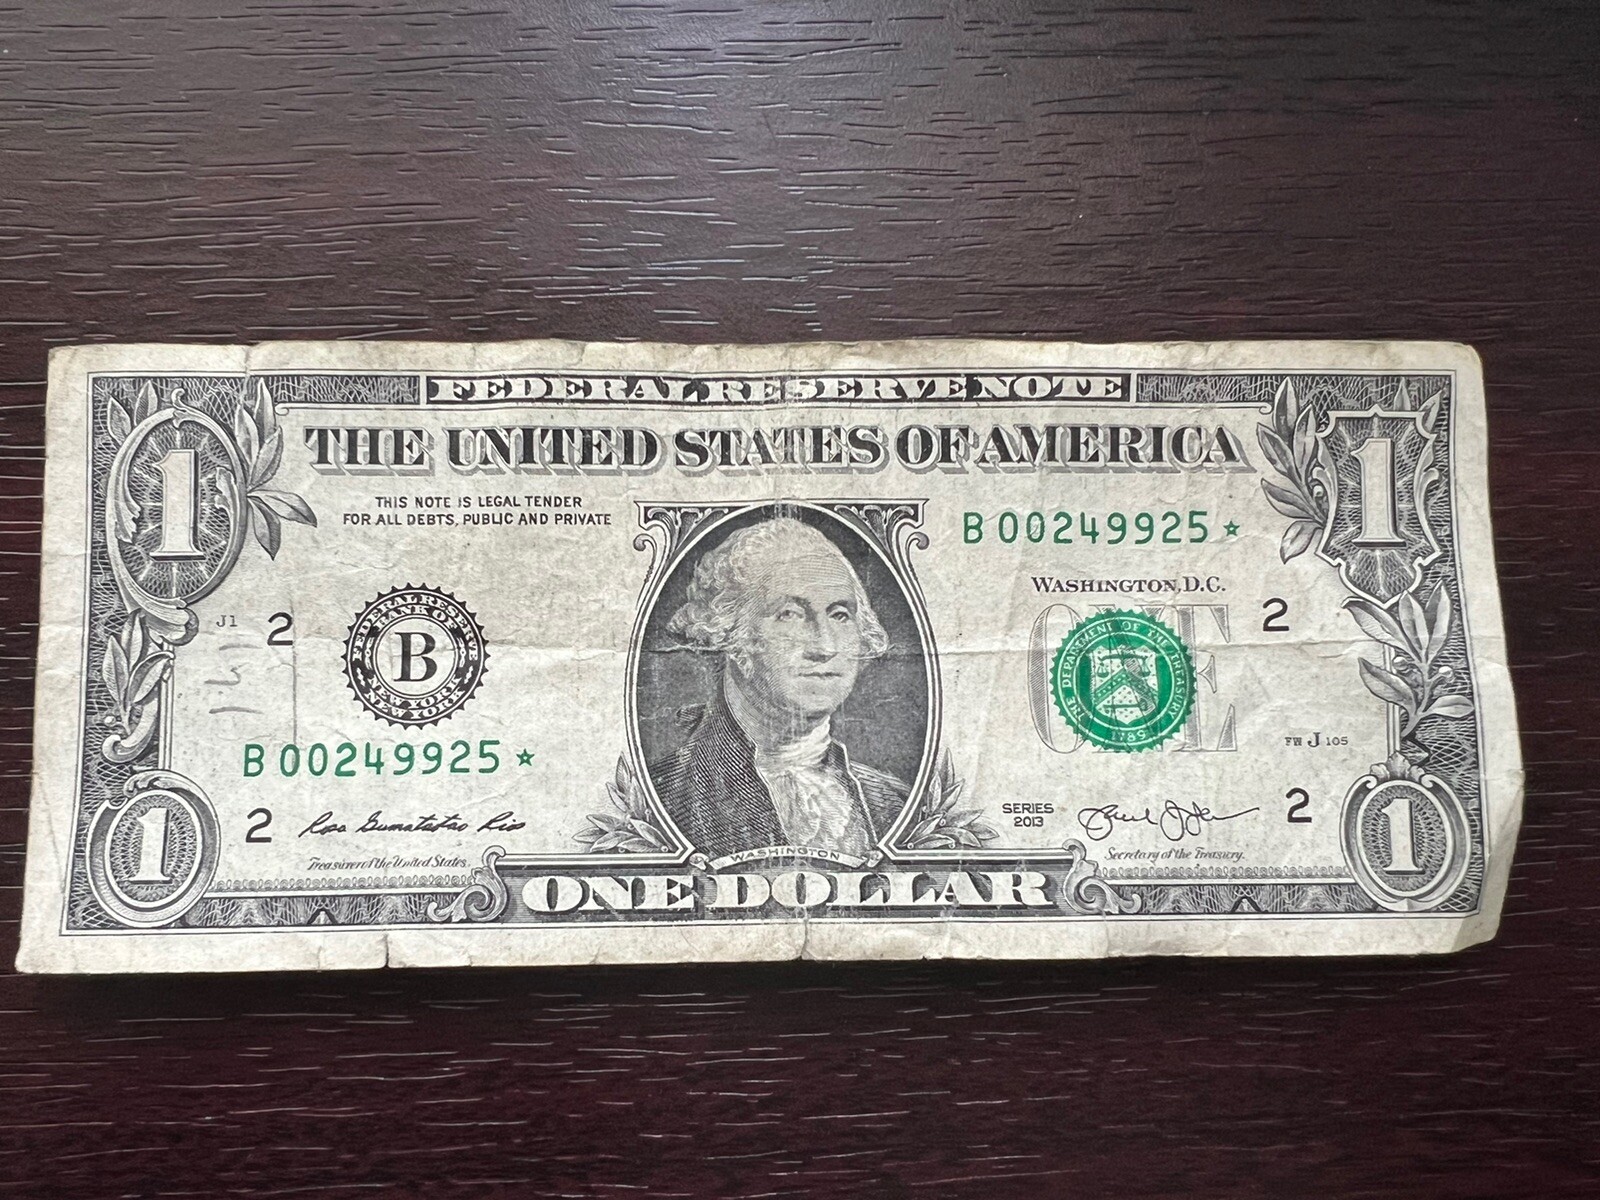 FEDERAL RESERVE NOTE
THE UNITED STATES OF AMERICA
THIS NOTE IS LEGAL TENDER
FOR ALL DEBTS, PUBLIC AND PRIVATE
1
1
B 00249925 ★
WASHINGTON, D.C.
J1
2
FEDERAL RESERVE
BANK OF
B
NEW YORK
NEW YORK
ONE
THE DEPARTMENT OF THE TREASURY
1789
2
B 00249925 ★
FW J 105
2
Rosa Gumataotao Rios
Treasurer of the United States.
SERIES
2013
2
Secretary of the Treasury.
WASHINGTON
1
ONE DOLLAR
1